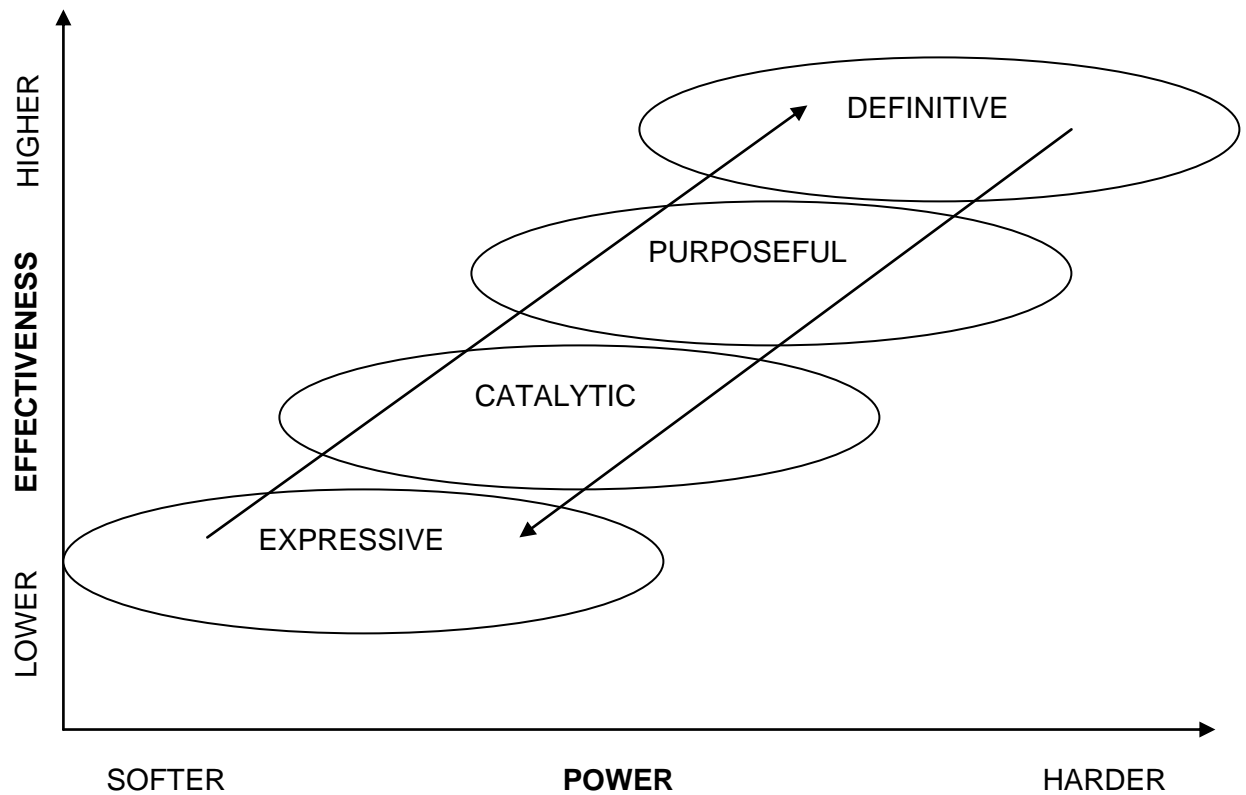 HIGHER
EFFECTIVENESS
LOWER
DEFINITIVE
PURPOSEFUL
CATALYTIC
EXPRESSIVE
SOFTER
POWER
HARDER